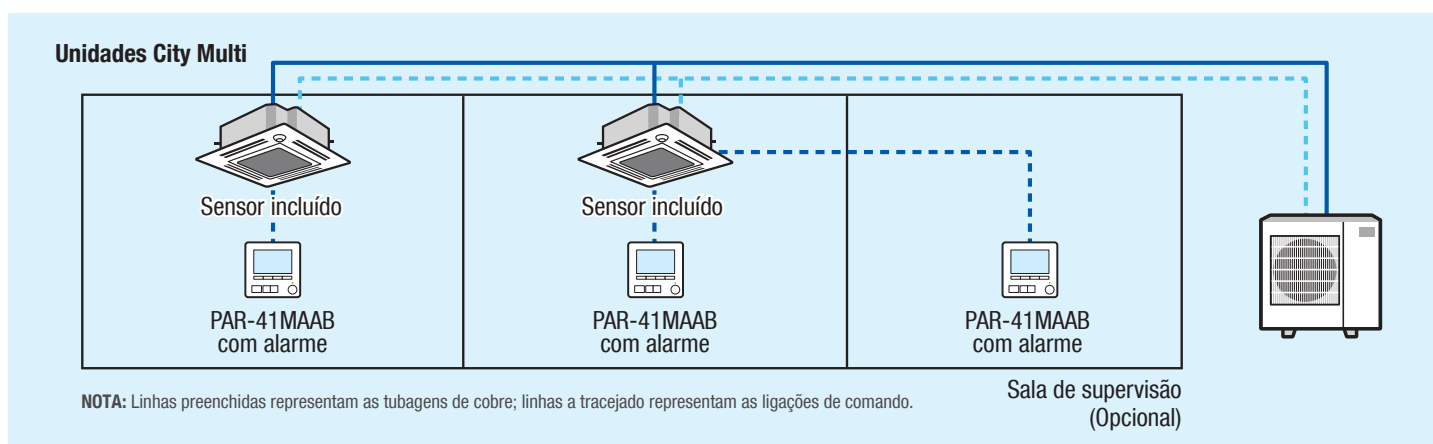 Unidades City Multi
Sensor incluído
Sensor incluído
PAR-41MAAB
com alarme
PAR-41MAAB
com alarme
PAR-41MAAB
com alarme
NOTA: Linhas preenchidas representam as tubagens de cobre; linhas a tracejado representam as ligações de comando.
Sala de supervisão
(Opcional)